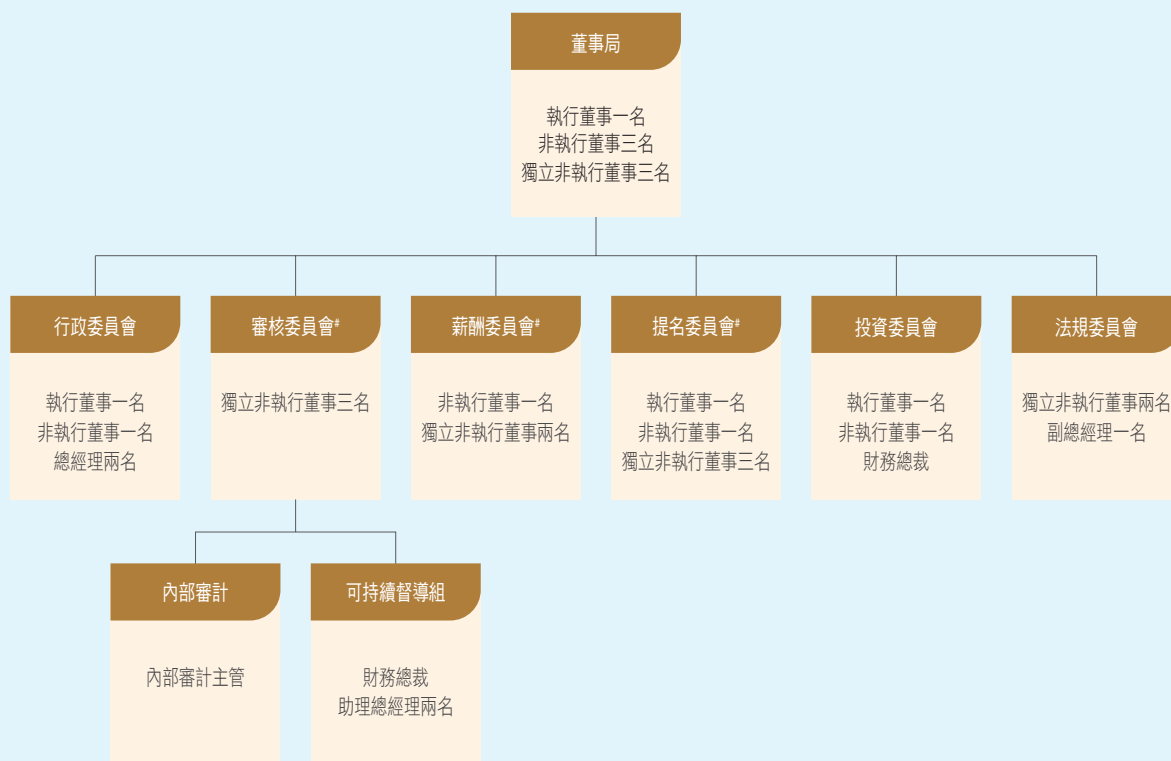 董事局
執行董事一名
非執行董事三名
獨立非執行董事三名
行政委員會
執行董事一名
非執行董事一名
總經理兩名
審核委員會#
獨立非執行董事三名
薪酬委員會#
非執行董事一名
獨立非執行董事兩名
提名委員會#
執行董事一名
非執行董事一名
獨立非執行董事三名
投資委員會
執行董事一名
非執行董事一名
財務總裁
法規委員會
獨立非執行董事兩名
副總經理一名
內部審計
內部審計主管
可持續督導組
財務總裁
助理總經理兩名